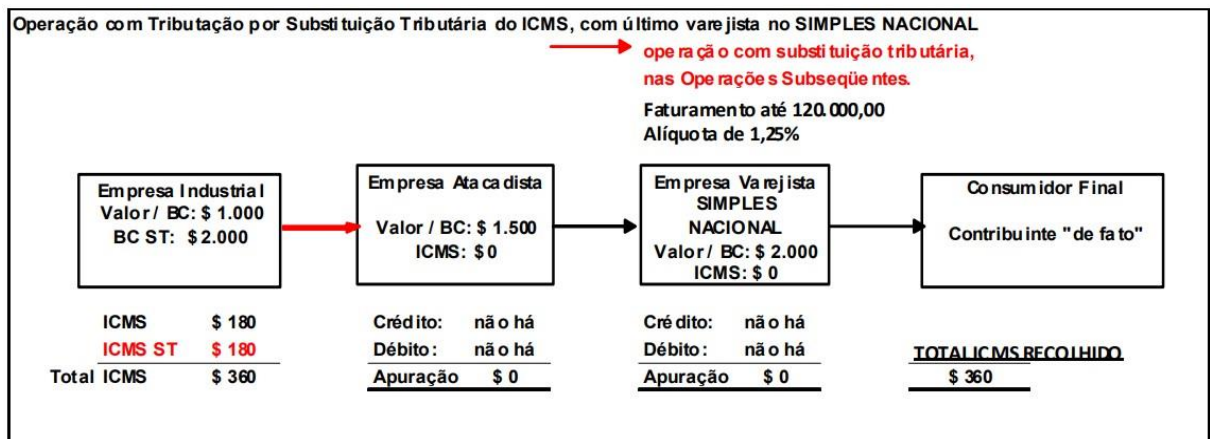 Operação com Tributação por Substituição Tributária do ICMS, com último varejista no SIMPLES NACIONAL
operação com substituição tributária,
nas Operações Subseqüentes.
Faturamento até 120.000,00
Alíquota de 1,25%
Empresa Industrial
Valor / BC: $ 1.000
BC ST: $ 2.000
Empresa Atacadista
Valor / BC: $ 1.500
ICMS: $ 0
Empresa Varejista
SIMPLES
NACIONAL
Valor / BC: $ 2.000
ICMS: $ 0
Consumidor Final
Contribuinte "de fato"
ICMS $ 180
ICMS ST $ 180
Total ICMS $ 360
Crédito: não há
Débito: não há
Apuração $ 0
Crédito: não há
Débito: não há
Apuração $ 0
TOTAL ICMS RECOLHIDO
$ 360